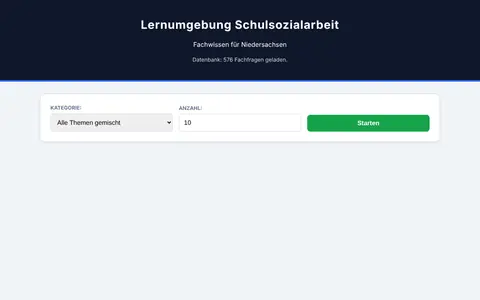 Lernumgebung Schulsozialarbeit
Fachwissen für Niedersachsen
Datenbank: 576 Fachfragen geladen.
KATEGORIE:
Alle Themen gemischt
ANZAHL:
10
Starten